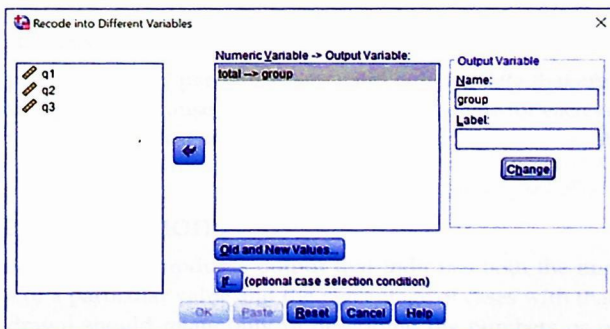 Recode into Different Variables
q1
q2
q3
Numeric Variable -> Output Variable:
total --> group
Output Variable
Name:
group
Label:
Change
Old and New Values...
If... (optional case selection condition)
OK Paste Reset Cancel Help